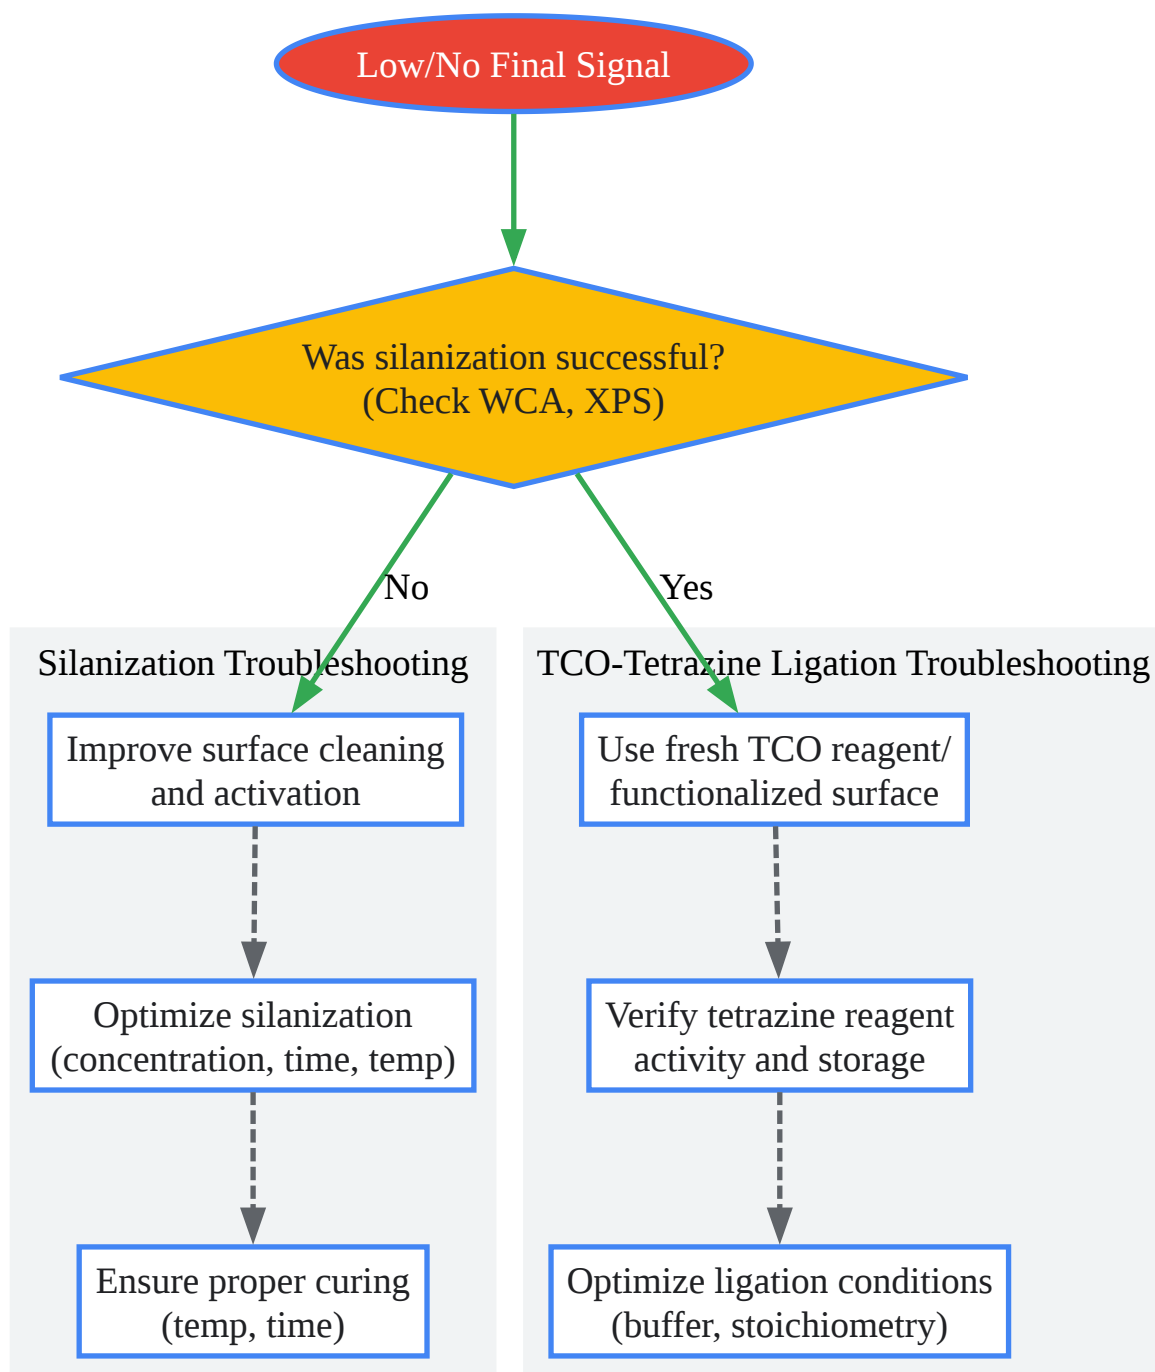 Low/No Final Signal
Was silanization successful?
(Check WCA, XPS)
No
Yes
Silanization Troubleshooting
Improve surface cleaning
and activation
Optimize silanization
(concentration, time, temp)
Ensure proper curing
(temp, time)
TCO-Tetrazine Ligation Troubleshooting
Use fresh TCO reagent/
functionalized surface
Verify tetrazine reagent
activity and storage
Optimize ligation conditions
(buffer, stoichiometry)